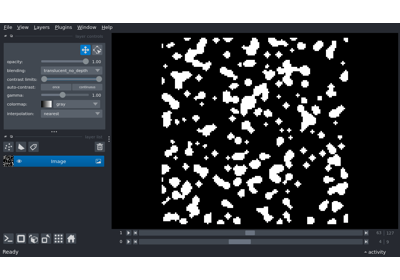 File View Layers Plugins Window Help
opacity: 1.00
blending: translucent_no_depth
contrast limits:
auto-contrast: once continuous
gamma: 1.00
colormap: gray
interpolation: nearest
Image
1
0
Ready
activity